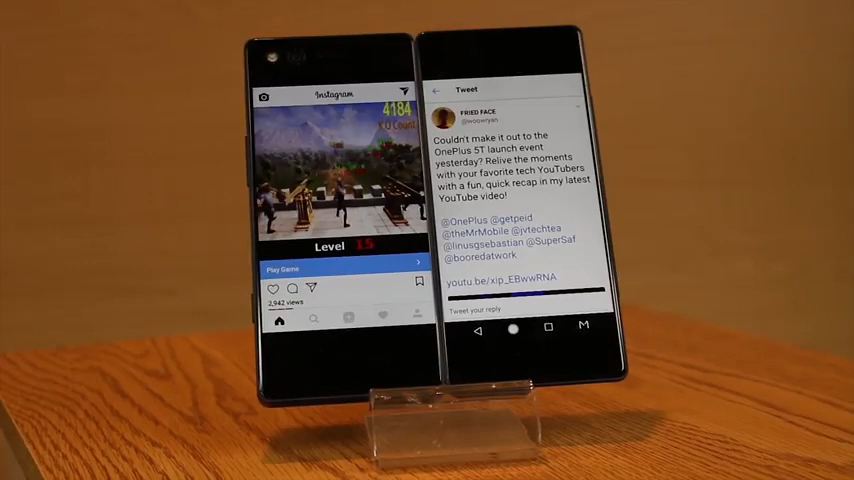 Instagram
4184
K.O Count
Level 15
Play Game
2,942 views
Tweet
FRIED FACE
@woowryan
Couldn't make it out to the
OnePlus 5T launch event
yesterday? Relive the moments
with your favorite tech YouTubers
with a fun, quick recap in my latest
YouTube video!
@OnePlus @getpeid
@theMrMobile @jvtechtea
@linusgsebastian @SuperSaf
@booredatwork
youtu.be/xip_EBwwRNA
Tweet your reply